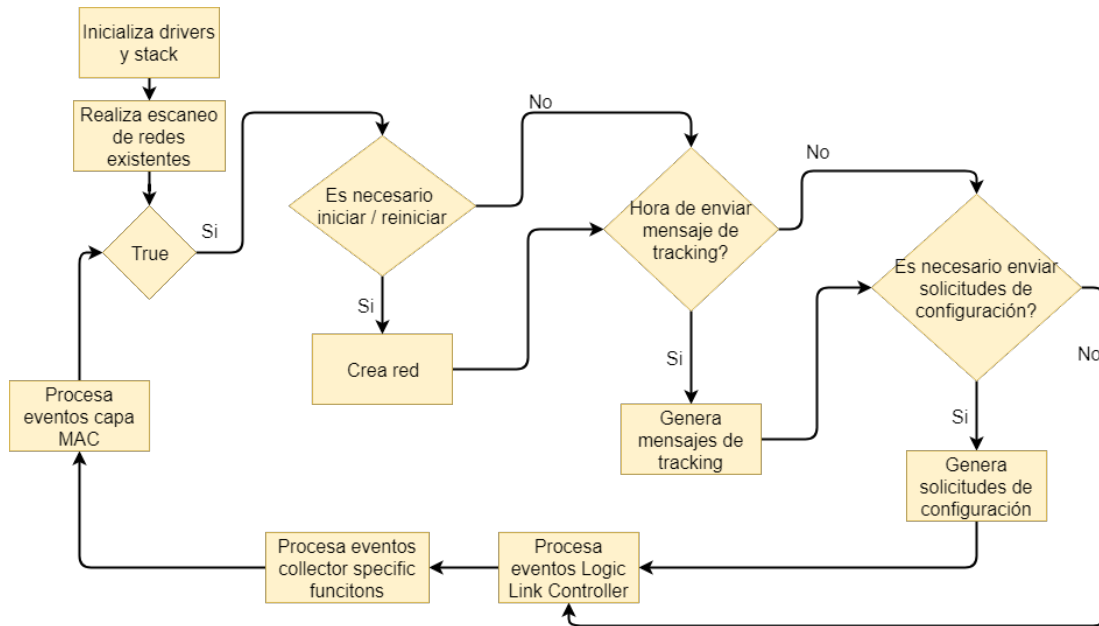 Inicializa drivers
y stack
Realiza escaneo
de redes
existentes
True
Si
Es necesario
iniciar / reiniciar
No
Si
Crea red
Hora de enviar
mensaje de
tracking?
No
Si
Genera
mensajes de
tracking
Es necesario enviar
solicitudes de
configuración?
No
Si
Genera
solicitudes de
configuración
Procesa
eventos Logic
Link Controller
Procesa eventos
collector specific
funcitons
Procesa
eventos capa
MAC